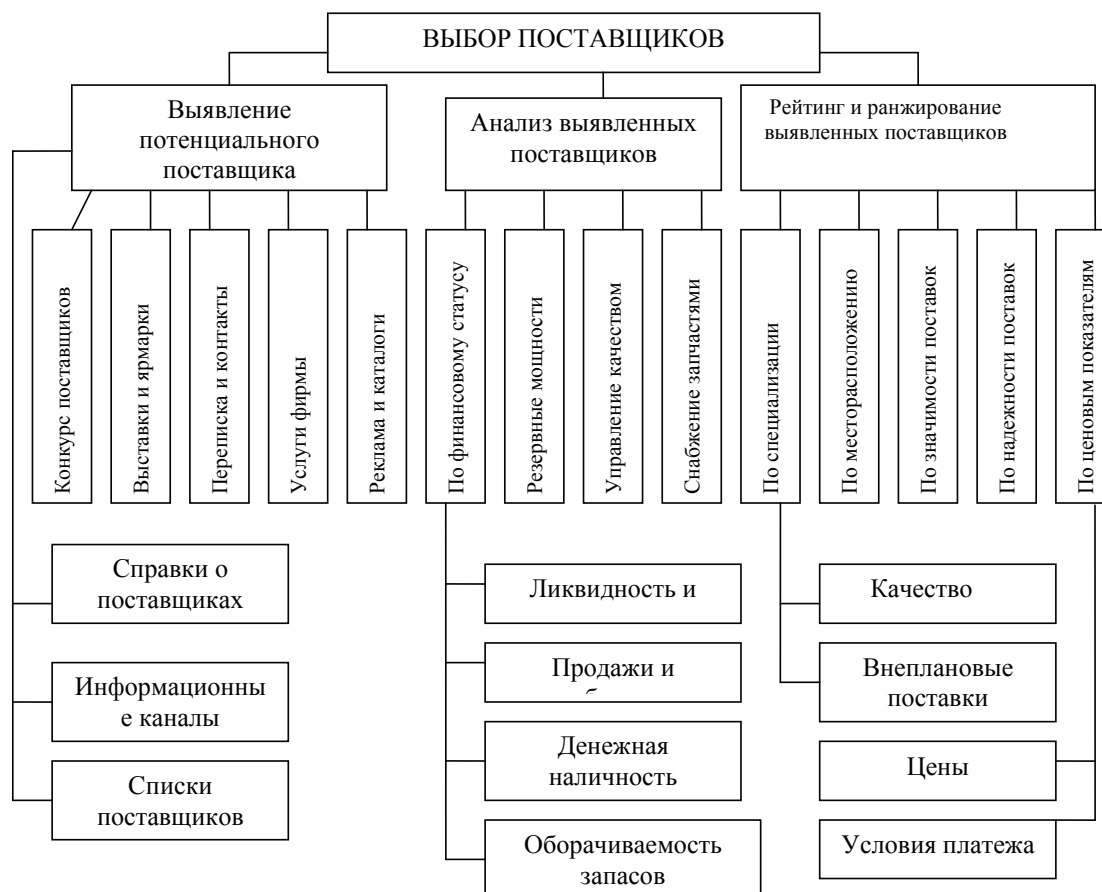 ВЫБОР ПОСТАВЩИКОВ
Выявление
потенциального
поставщика
Анализ выявленных
поставщиков
Рейтинг и ранжирование
выявленных поставщиков
Конкурс поставщиков
Выставки и ярмарки
Переписка и контакты
Услуги фирмы
Реклама и каталоги
По финансовому статусу
Резервные мощности
Управление качеством
Снабжение запчастями
По специализации
По месторасположению
По значимости поставок
По надежности поставок
По ценовым показателям
Справки о
поставщиках
Информационны
е каналы
Списки
поставщиков
Ликвидность и
Продажи и
Денежная
наличность
Оборачиваемость
запасов
Качество
Внеплановые
поставки
Цены
Условия платежа